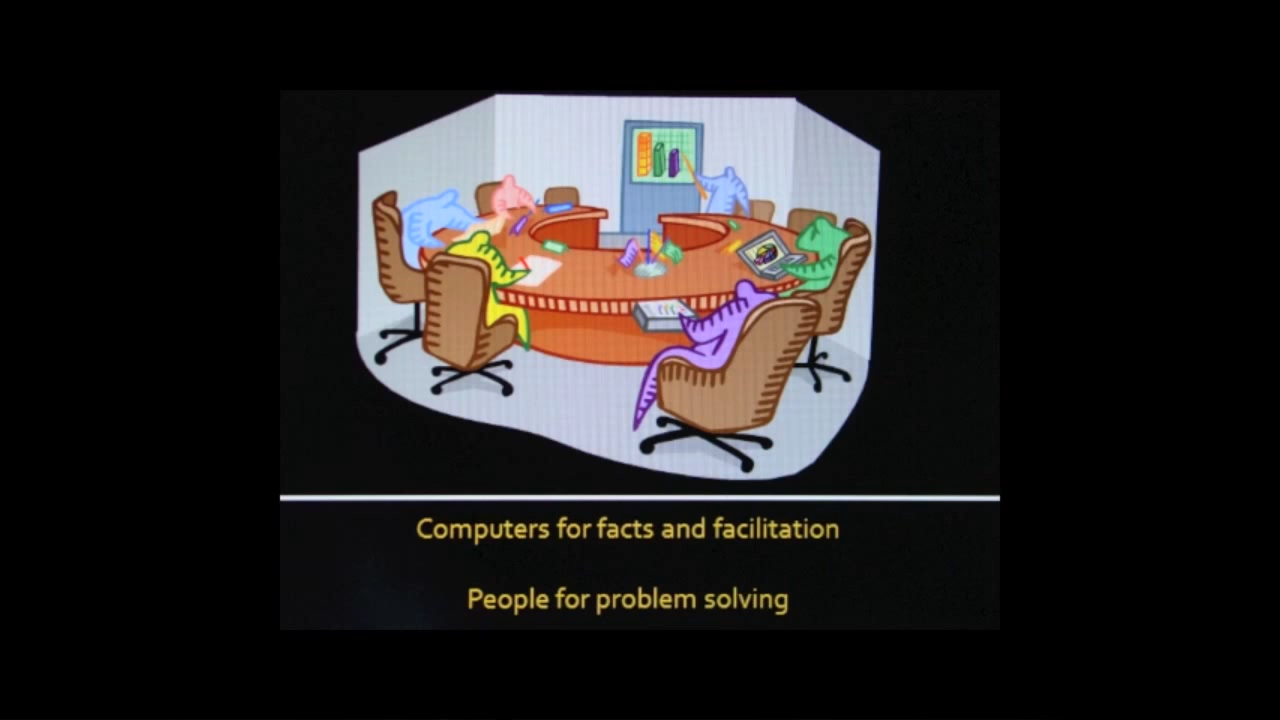 Computers for facts and facilitation
People for problem solving